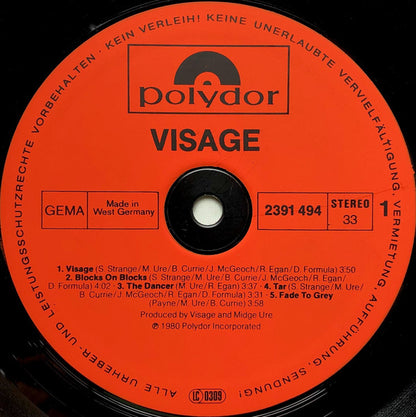 ALLE URHEBER- UND LEISTUNGSSCHUTZRECHTE VORBEHALTEN · KEIN VERLEIH! KEINE UNERLAUBTE VERVIELFÄLTIGUNG, VERMIETUNG, AUFFÜHRUNG, SENDUNG!
polydor
VISAGE
GEMA
Made in
West Germany
2391 494
STEREO
33
1
1. Visage (S. Strange/M. Ure/B. Currie/J. McGeoch/R. Egan/D. Formula) 3:50
2. Blocks On Blocks (S. Strange/M. Ure/B. Currie/J. McGeoch/R. Egan/
D. Formula) 4:02 · 3. The Dancer (M. Ure/R. Egan) 3:37 · 4. Tar (S. Strange/M. Ure/
B. Currie/J. McGeoch/R. Egan/D. Formula) 3:31 · 5. Fade To Grey
(Payne/M. Ure/B. Currie) 3:58
Produced by Visage and Midge Ure
℗ 1980 Polydor Incorporated
LC 0309